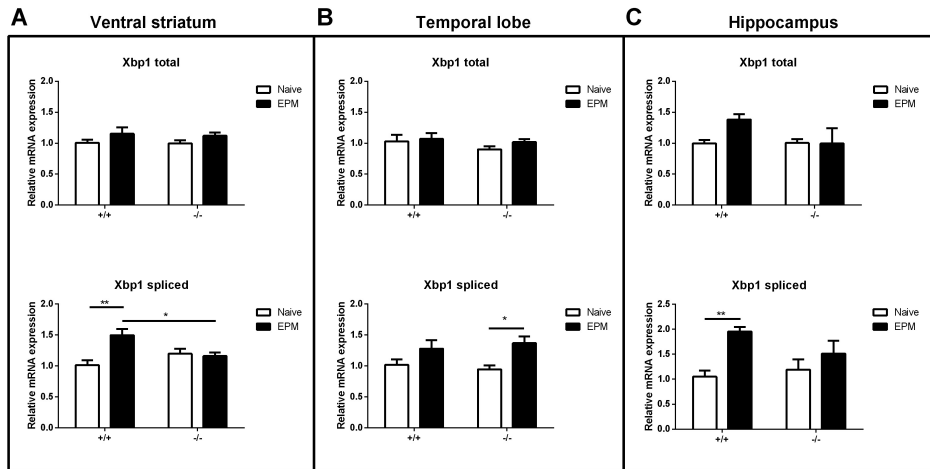 A Ventral striatum
Xbp1 total
Relative mRNA expression
2.0
1.5
1.0
0.5
0.0
+/+ -/-
Naive
EPM
Xbp1 spliced
Relative mRNA expression
2.0
1.5
1.0
0.5
0.0
** *
+/+ -/-
Naive
EPM
B Temporal lobe
Xbp1 total
Relative mRNA expression
2.0
1.5
1.0
0.5
0.0
+/+ -/-
Naive
EPM
Xbp1 spliced
Relative mRNA expression
2.0
1.5
1.0
0.5
0.0
*
+/+ -/-
Naive
EPM
C Hippocampus
Xbp1 total
Relative mRNA expression
2.0
1.5
1.0
0.5
0.0
+/+ -/-
Naive
EPM
Xbp1 spliced
Relative mRNA expression
2.5
2.0
1.5
1.0
0.5
0.0
**
+/+ -/-
Naive
EPM